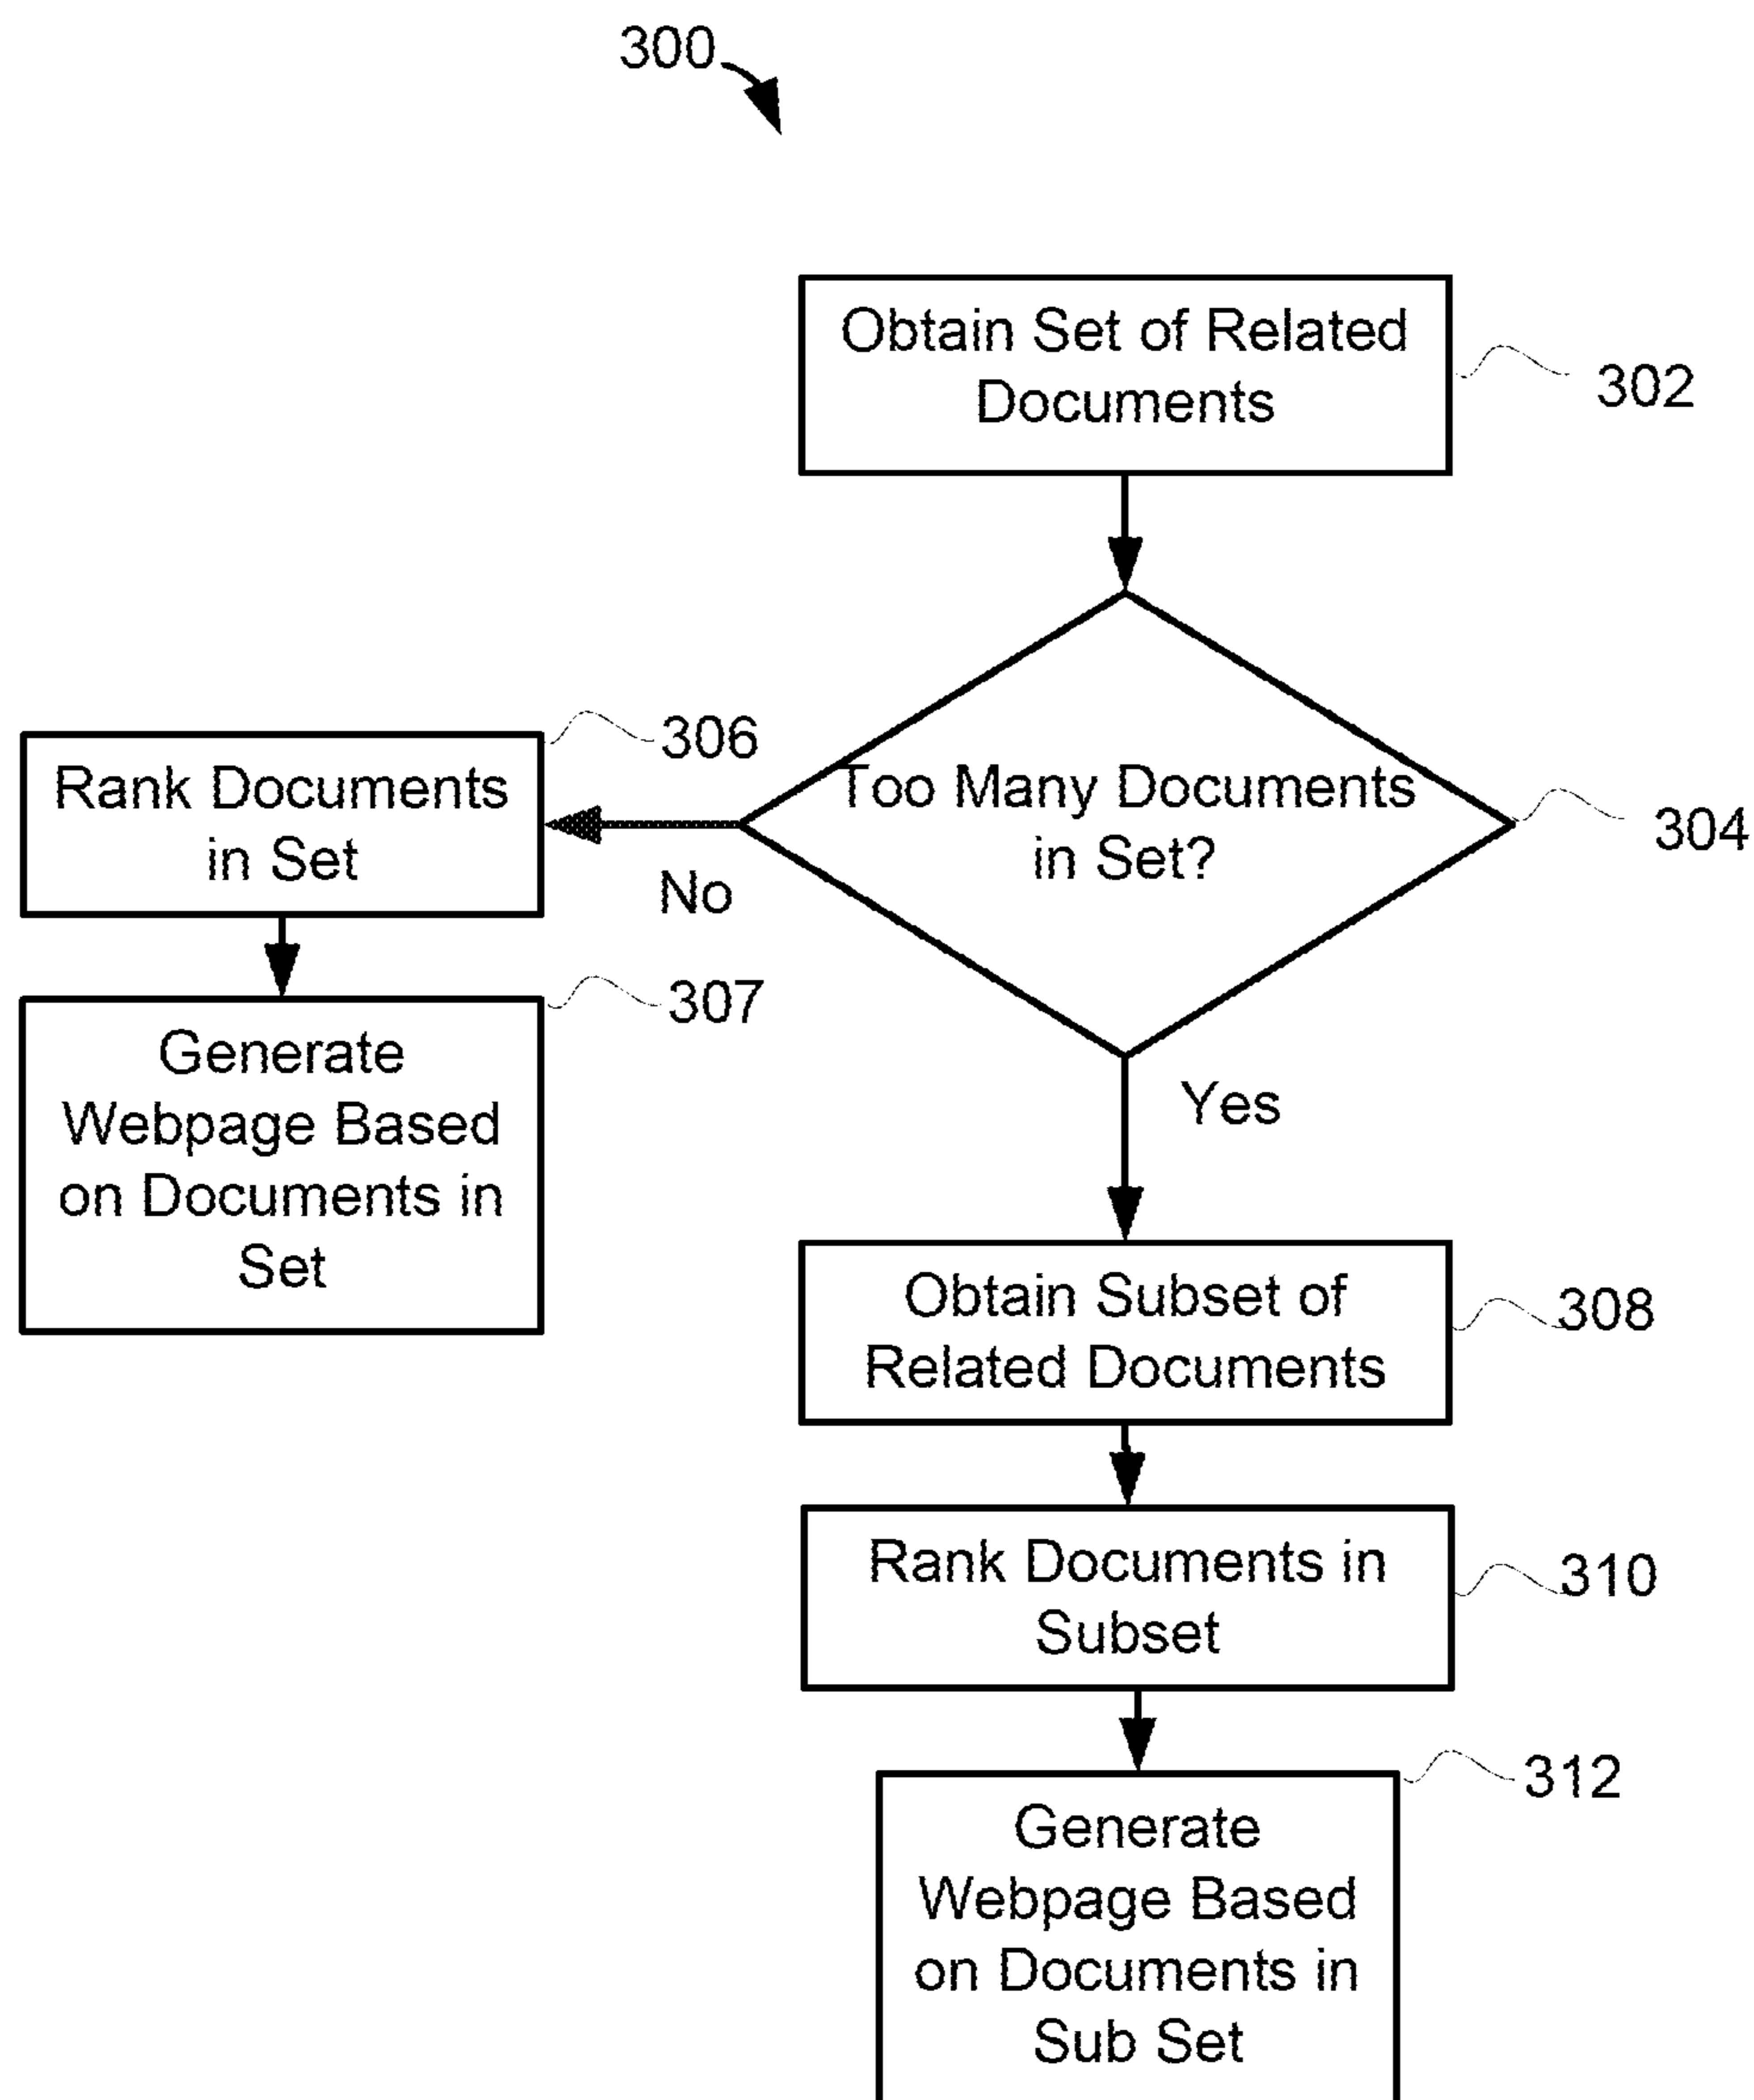 300
Obtain Set of Related
Documents
302
Too Many Documents
in Set?
304
306
Rank Documents
in Set
No
307
Generate
Webpage Based
on Documents in
Set
Yes
Obtain Subset of
Related Documents
308
Rank Documents in
Subset
310
312
Generate
Webpage Based
on Documents in
Sub Set